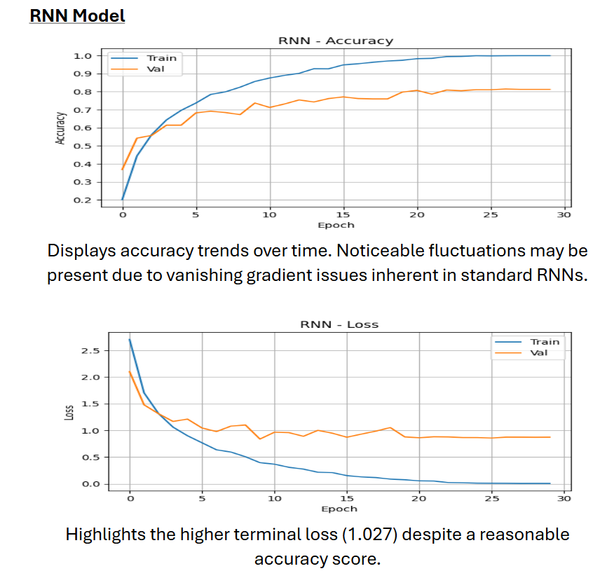 RNN Model
RNN - Accuracy
Train
Val
1.0
0.9
0.8
0.7
0.6
0.5
0.4
0.3
0.2
Accuracy
0 5 10 15 20 25 30
Epoch
Displays accuracy trends over time. Noticeable fluctuations may be
present due to vanishing gradient issues inherent in standard RNNs.
RNN - Loss
Train
Val
2.5
2.0
1.5
1.0
0.5
0.0
Loss
0 5 10 15 20 25 30
Epoch
Highlights the higher terminal loss (1.027) despite a reasonable
accuracy score.